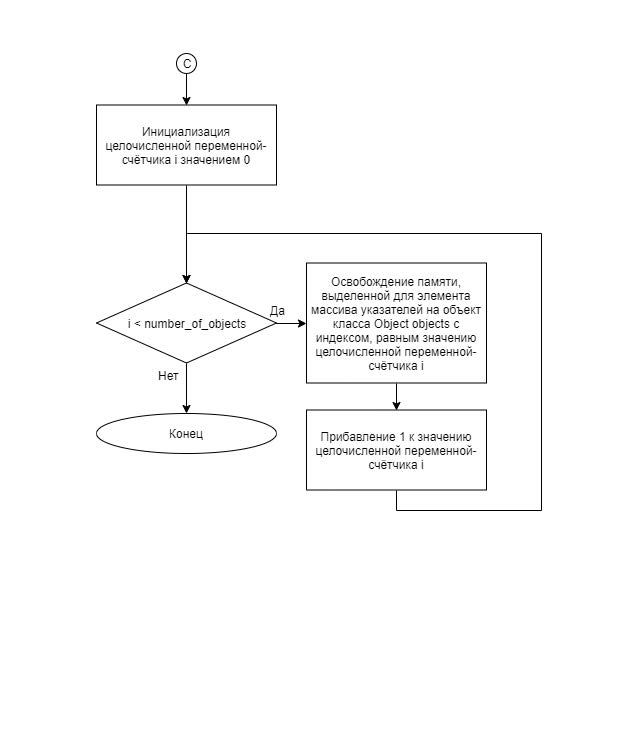 C
Инициализация
целочисленной переменной-
счётчика i значением 0
i < number_of_objects
Да
Освобождение памяти,
выделенной для элемента
массива указателей на объект
класса Object objects с
индексом, равным значению
целочисленной переменной-
счётчика i
Нет
Прибавление 1 к значению
целочисленной переменной-
счётчика i
Конец